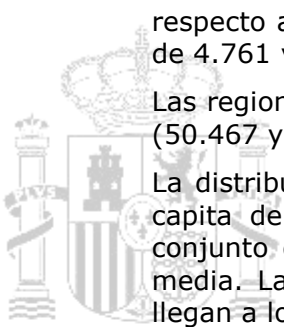 respecto a
de 4.761 y
Las region
(50.467 y
La distribu
capita de
conjunto
media. La
llegan a lo
PLVS